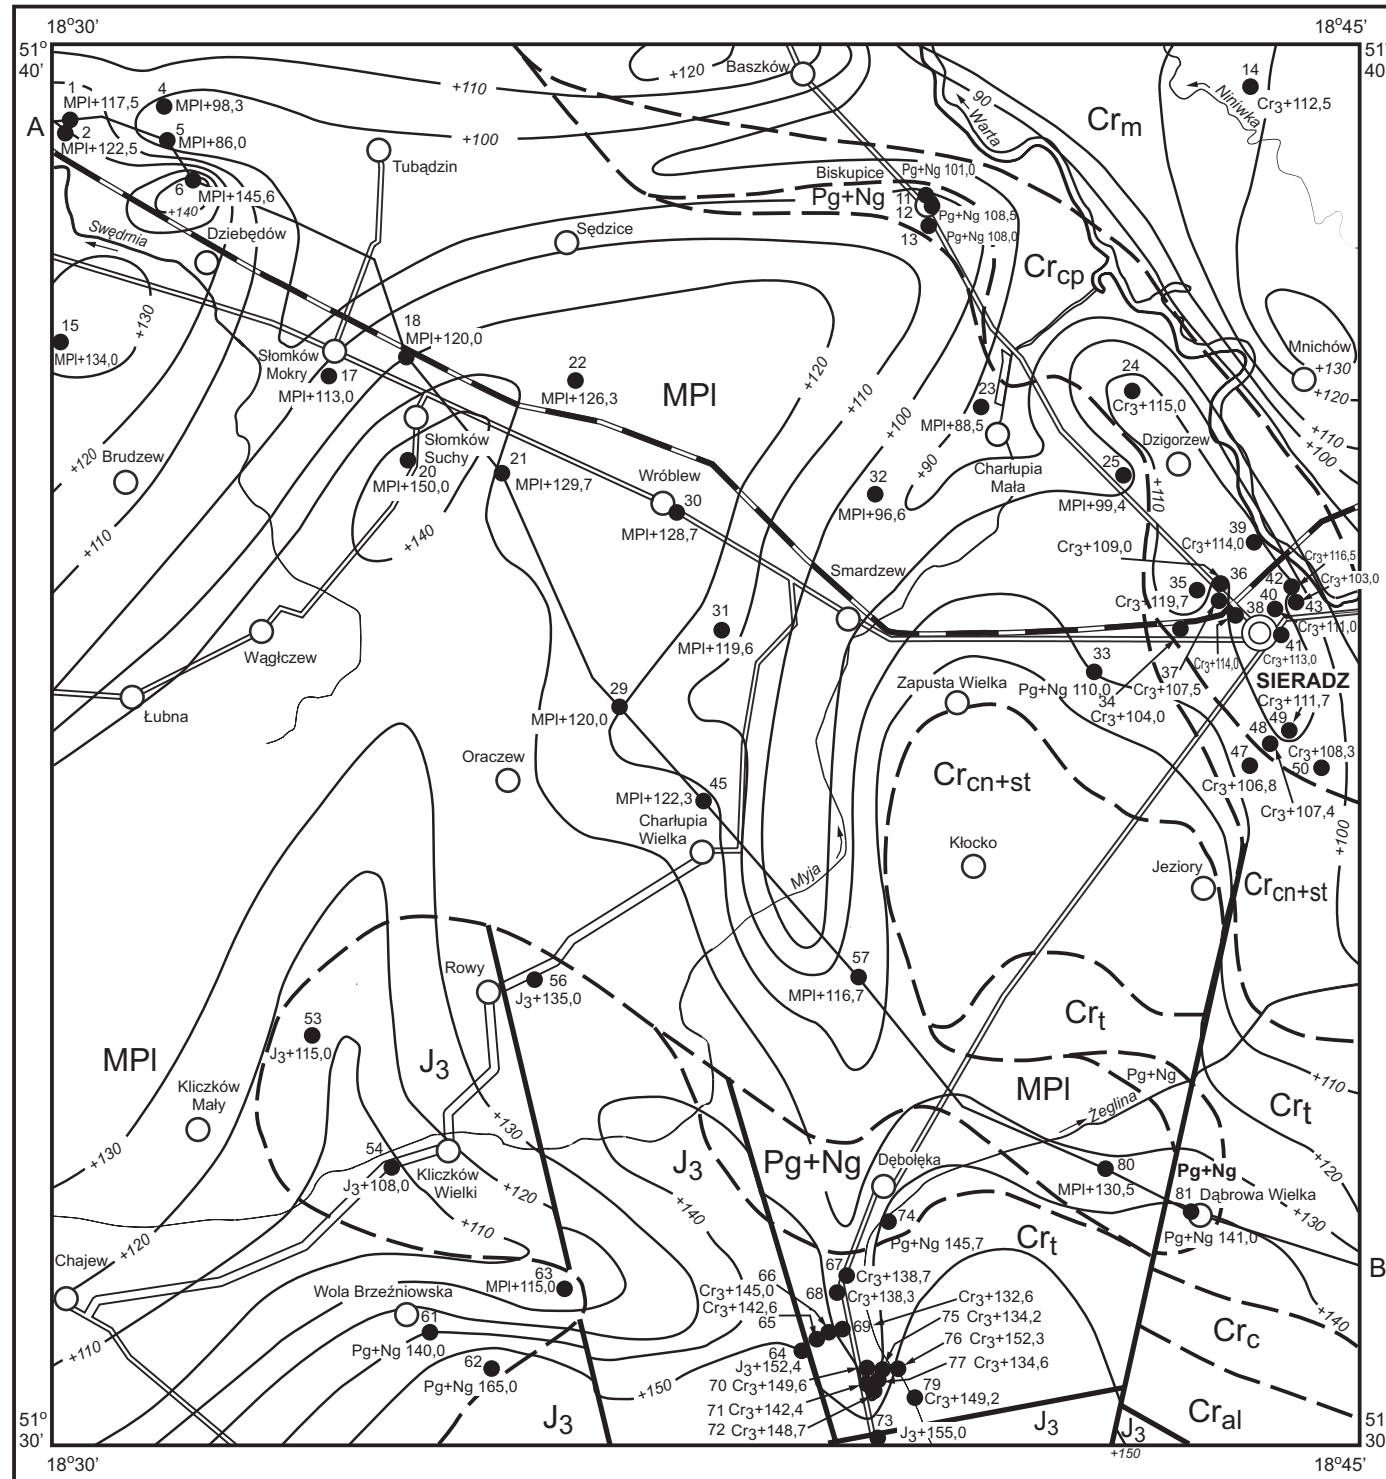 18°30’
18°45’
51°
40’
51°
40’
A
1
MPl+117,5
2
MPl+122,5
4
MPl+98,3
5
MPl+86,0
6
MPl+145,6
+140
Dziebędów
Swędrnia
Tubądzin
+110
+100
+120
Baszków
Warta
90
Cr m
Niniwka
14
Cr3+112,5
Biskupice
Pg+Ng
Pg+Ng 101,0
11
12
Pg+Ng 108,5
13
Pg+Ng 108,0
Sędzice
Cr cp
+130
15
MPl+134,0
18
MPl+120,0
Słomków
Mokry
17
MPl+113,0
22
MPl+126,3
MPl
+120
+110
+100
+90
23
MPl+88,5
Charłupia
Mała
24
Cr3+115,0
Dzigorzew
Mnichów
+130
+120
+110
+100
Słomków
Suchy
20
MPl+150,0
21
MPl+129,7
+140
Brudzew
+120
+110
Wróblew
30
MPl+128,7
32
MPl+96,6
25
MPl+99,4
+110
39
Cr3+114,0
Cr3+109,0
36
Cr3+116,5
42
Cr3+103,0
35
Cr3+119,7
40
43
38
Cr3+111,0
41
Cr3+114,0
Cr3+113,0
SIERADZ
Smardzew
31
MPl+119,6
Wągłczew
Łubna
33
Pg+Ng 110,0
37
Cr3+107,5
34
Cr3+104,0
Zapusta Wielka
29
MPl+120,0
Cr3+111,7
49
48
47
Cr3+106,8
Cr3+108,3
50
Cr3+107,4
Oraczew
45
MPl+122,3
Charłupia
Wielka
Cr cn+st
Kłocko
Jeziory
Cr cn+st
+100
Myja
57
MPl+116,7
Rowy
56
J3+135,0
53
J3+115,0
MPl
J3
Cr t
Kliczków
Mały
MPl
Pg+Ng
Żeglina
+110
Cr t
+130
+130
54
J3+108,0
Kliczków
Wielki
+120
+110
J3
+140
Pg+Ng
Dębołęka
80
MPl+130,5
Pg+Ng
81
Dąbrowa Wielka
Pg+Ng 141,0
+120
+130
74
Pg+Ng 145,7
Cr t
Chajew
+120
+110
63
MPl+115,0
Wola Brzeźniowska
61
Pg+Ng 140,0
62
Pg+Ng 165,0
J3
+150
67
Cr3+138,7
66
Cr3+145,0
68
Cr3+138,3
Cr3+142,6
65
69
Cr3+132,6
75 Cr3+134,2
76 Cr3+152,3
64
J3+152,4
77 Cr3+134,6
70 Cr3+149,6
71 Cr3+142,4
72 Cr3+148,7
79
Cr3+149,2
73
J3+155,0
J3
J3
+150
B
+140
Cr c
Cr al
51°
30’
51°
30’
18°30’
18°45’